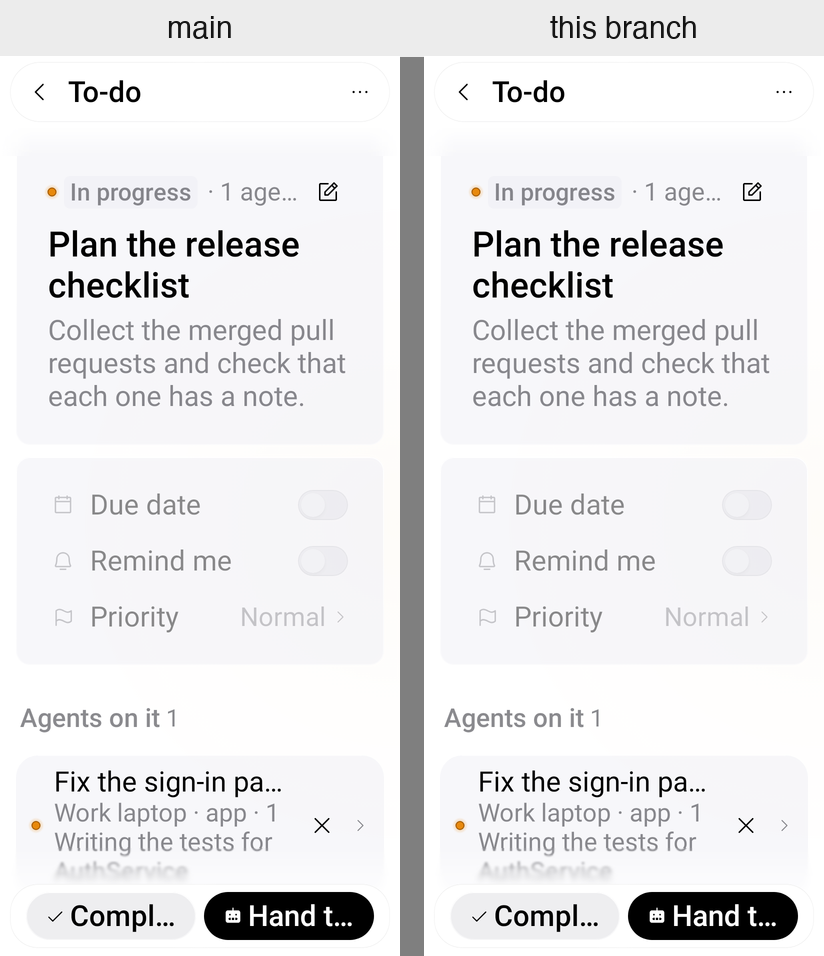 main
this branch
To-do
In progress · 1 age...
Plan the release
checklist
Collect the merged pull
requests and check that
each one has a note.
Due date
Remind me
Priority Normal
Agents on it 1
Fix the sign-in pa...
Work laptop · app · 1
Writing the tests for
AuthService
Compl...
Hand t...
To-do
In progress · 1 age...
Plan the release
checklist
Collect the merged pull
requests and check that
each one has a note.
Due date
Remind me
Priority Normal
Agents on it 1
Fix the sign-in pa...
Work laptop · app · 1
Writing the tests for
AuthService
Compl...
Hand t...